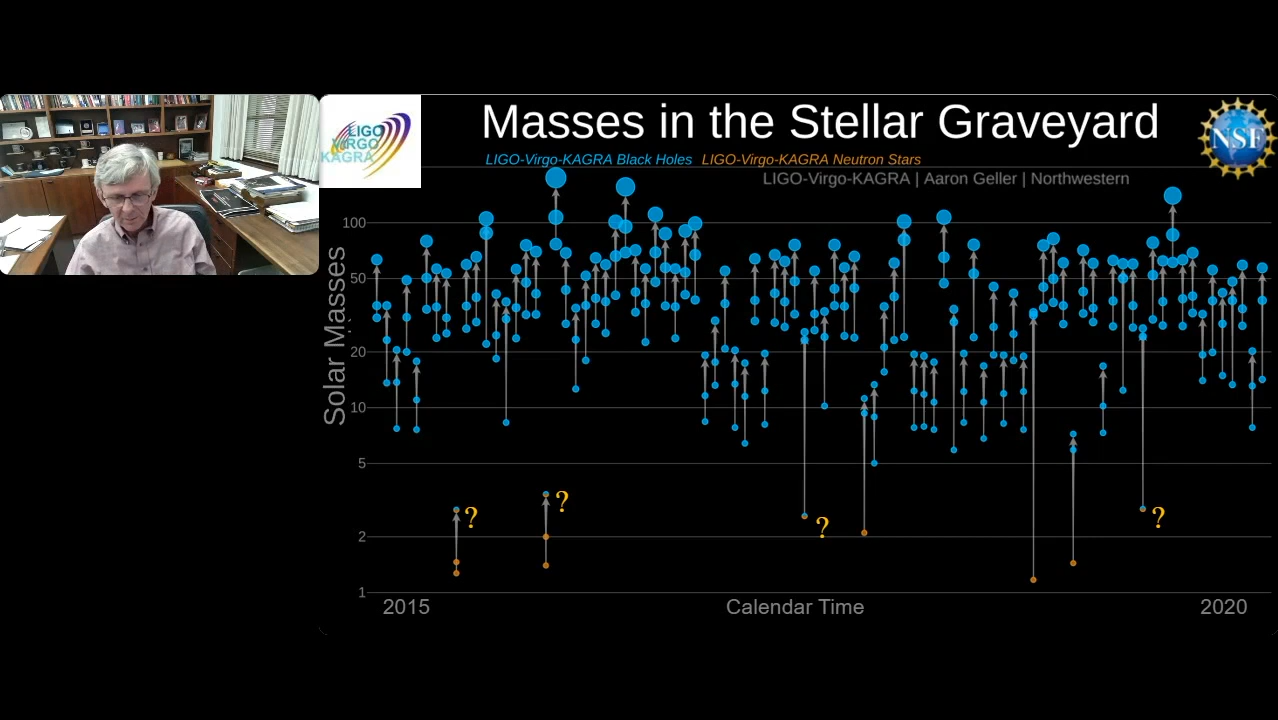 Masses in the Stellar Graveyard
LIGO-Virgo-KAGRA Black Holes LIGO-Virgo-KAGRA Neutron Stars
LIGO-Virgo-KAGRA | Aaron Geller | Northwestern
LIGO
VIRGO
KAGRA
NSF
Solar Masses
100
50
20
10
5
2
1
?
?
?
?
2015
Calendar Time
2020